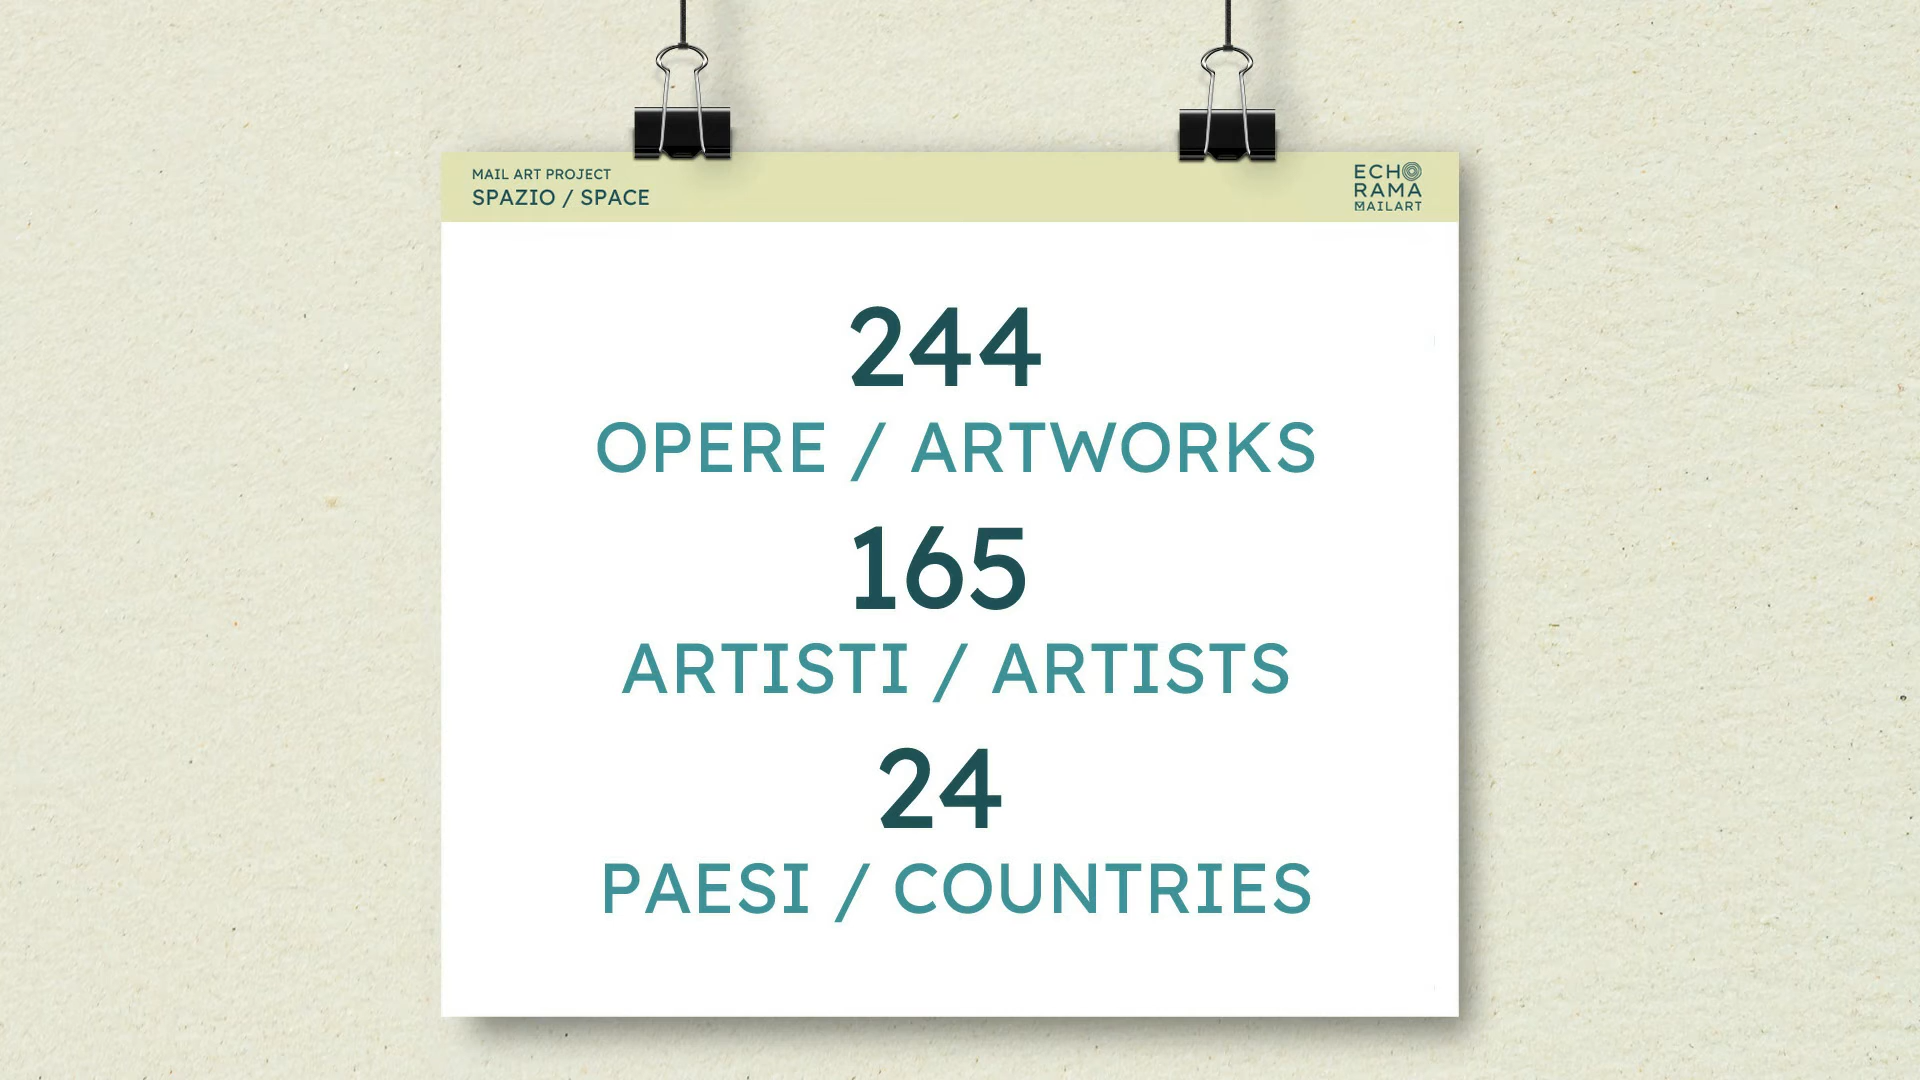 MAIL ART PROJECT
SPAZIO / SPACE
ECHO
RAMA
MAILART
244
OPERE / ARTWORKS
165
ARTISTI / ARTISTS
24
PAESI / COUNTRIES